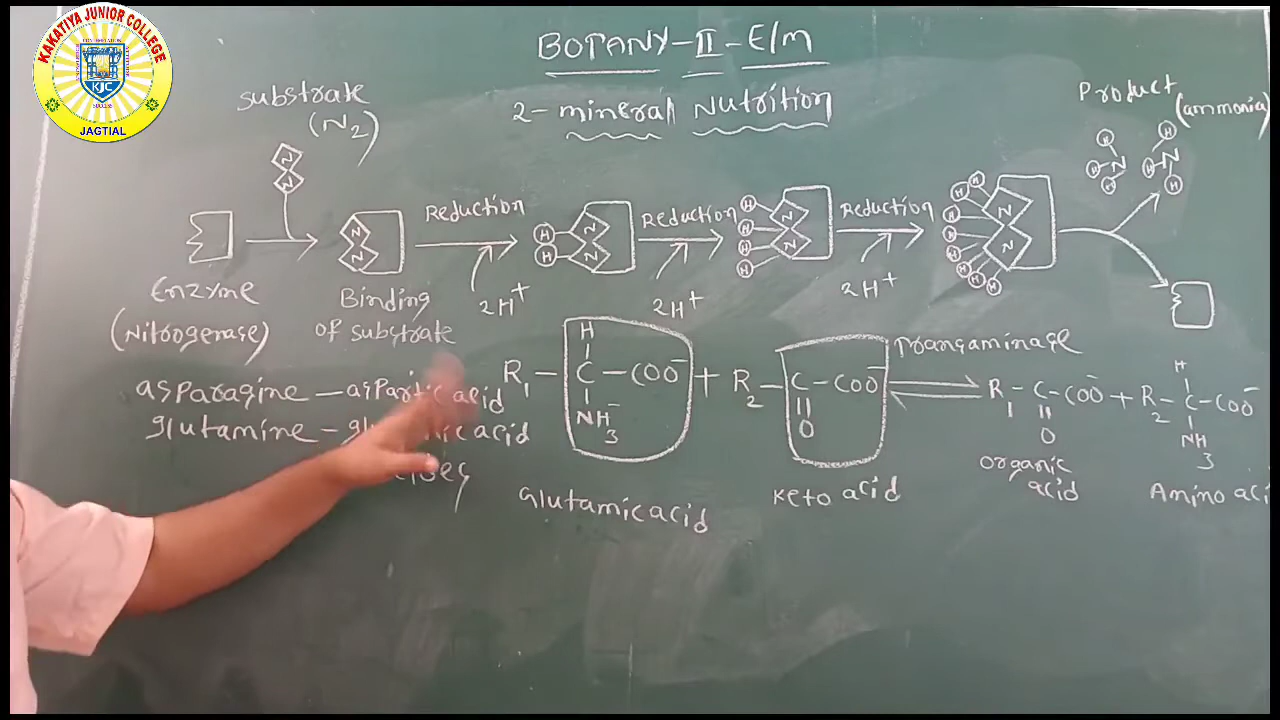 KAKATIYA JUNIOR COLLEGE
KJC
JAGTIAL
BOTANY-II-E/M
2-mineral Nutrition
Substrate
(N2)
Product
(ammonia)
N
N
Reduction
Reduction
Reduction
N
N
H
H
N
N
H
H
H
H
N
N
H
H
H
H
H
H
N
N
H
H
H
N
H
H
H
N
2H+
2H+
2H+
Enzyme
(Nitrogenase)
Binding
of substrate
Transaminase
asparagine - aspartic acid
glutamine -
H
R1 - C - COO- + R2 - C - COO-
NH3-
O
R1 - C - COO- + R2 - C - COO-
O
H
NH3
Glutamic acid
Keto acid
Organic
acid
Amino aci